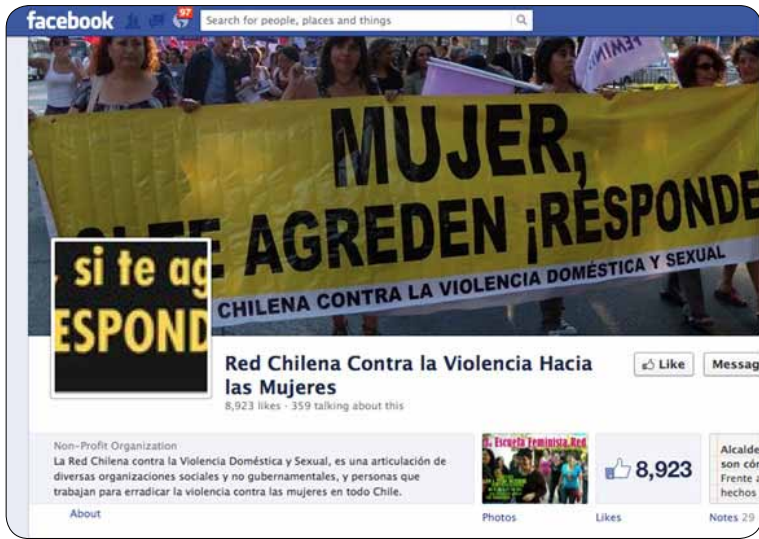 facebook
97
Search for people, places and things
MUJER,
SI TE AGREDEN ¡RESPONDE
CHILENA CONTRA LA VIOLENCIA DOMÉSTICA Y SEXUAL
, si te ag
ESPOND
Red Chilena Contra la Violencia Hacia
las Mujeres
8,923 likes · 359 talking about this
Like
Messag
Non-Profit Organization
La Red Chilena contra la Violencia Doméstica y Sexual, es una articulación de
diversas organizaciones sociales y no gubernamentales, y personas que
trabajan para erradicar la violencia contra las mujeres en todo Chile.
About
Escuela Feminista Red
Photos
8,923
Likes
Alcalde
son cóm
Frente a
hechos
Notes 29